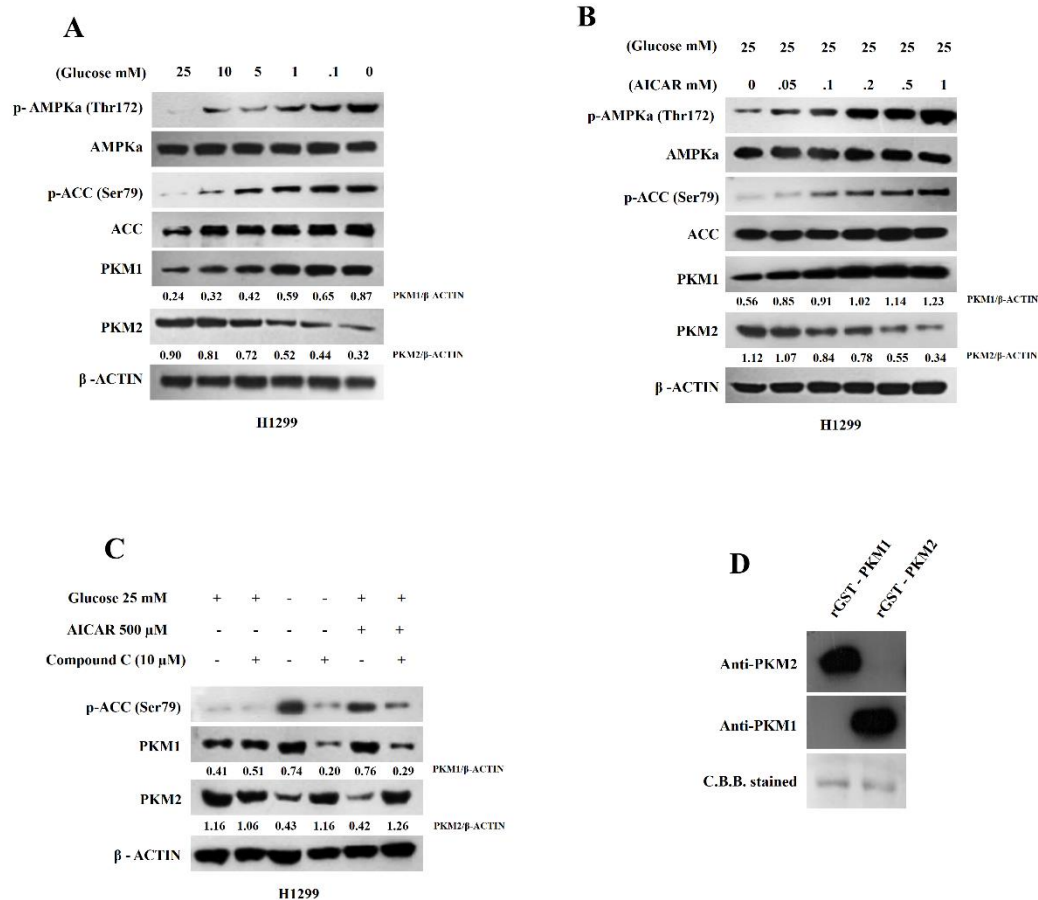 A
(Glucose mM) 25 10 5 1 .1 0
p- AMPKa (Thr172)
AMPKa
p-ACC (Ser79)
ACC
PKM1
0.24 0.32 0.42 0.59 0.65 0.87 PKM1/β-ACTIN
PKM2
0.90 0.81 0.72 0.52 0.44 0.32 PKM2/β-ACTIN
β -ACTIN
H1299
B
(Glucose mM) 25 25 25 25 25 25
(AICAR mM) 0 .05 .1 .2 .5 1
p-AMPKa (Thr172)
AMPKa
p-ACC (Ser79)
ACC
PKM1
0.56 0.85 0.91 1.02 1.14 1.23 PKM1/β-ACTIN
PKM2
1.12 1.07 0.84 0.78 0.55 0.34 PKM2/β-ACTIN
β -ACTIN
H1299
C
Glucose 25 mM + + - - + +
AICAR 500 µM - - - - + +
Compound C (10 µM) - + - + - +
p-ACC (Ser79)
PKM1
0.41 0.51 0.74 0.20 0.76 0.29 PKM1/β-ACTIN
PKM2
1.16 1.06 0.43 1.16 0.42 1.26 PKM2/β-ACTIN
β - ACTIN
H1299
D
rGST - PKM1
rGST - PKM2
Anti-PKM2
Anti-PKM1
C.B.B. stained